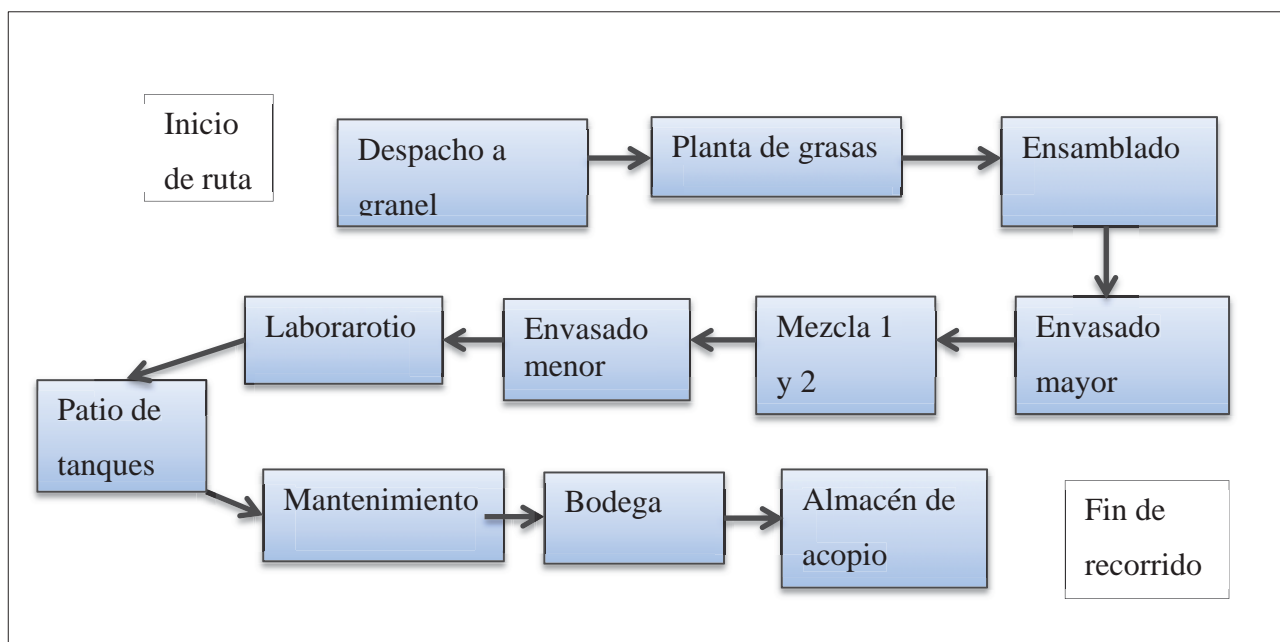 Inicio
de ruta
Despacho a
granel
Planta de grasas
Ensamblado
Envasado
mayor
Mezcla 1
y 2
Envasado
menor
Laborarotio
Patio de
tanques
Mantenimiento
Bodega
Almacén de
acopio
Fin de
recorrido